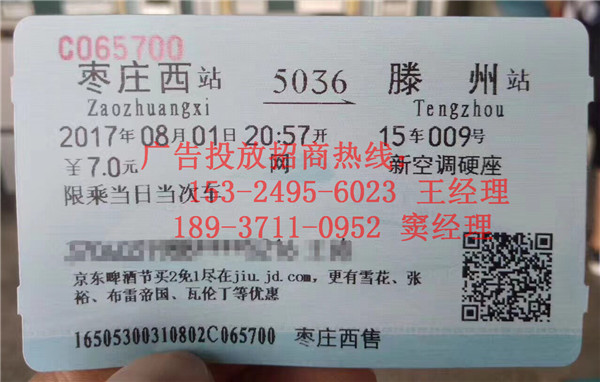 C065700
枣庄西站 5036 滕州站
Zaozhuangxi Tengzhou
2017年08月01日20:57开 15车009号
¥7.0元 网 新空调硬座
限乘当日当次车
广告投放招商热线:
153-2495-6023 王经理
189-3711-0952 窦经理
京东啤酒节买2免1尽在jiu.jd.com,更有雪花、张
裕、布雷帝国、瓦伦丁等优惠
16505300310802C065700 枣庄西售